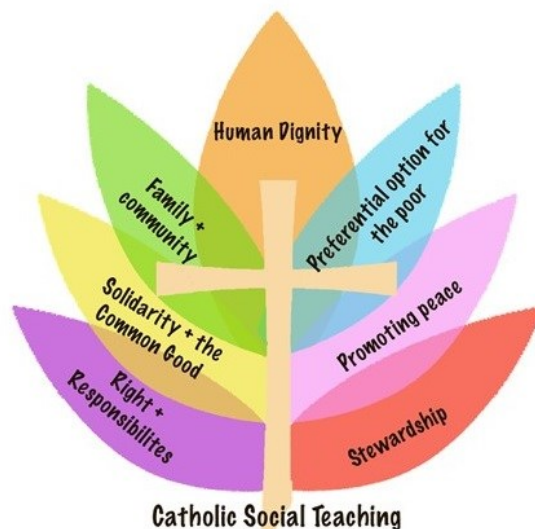 Human Dignity
Family +
community
Preferential option for
the poor
Solidarity + the
Common Good
Promoting peace
Right +
Responsibilites
Stewardship
Catholic Social Teaching